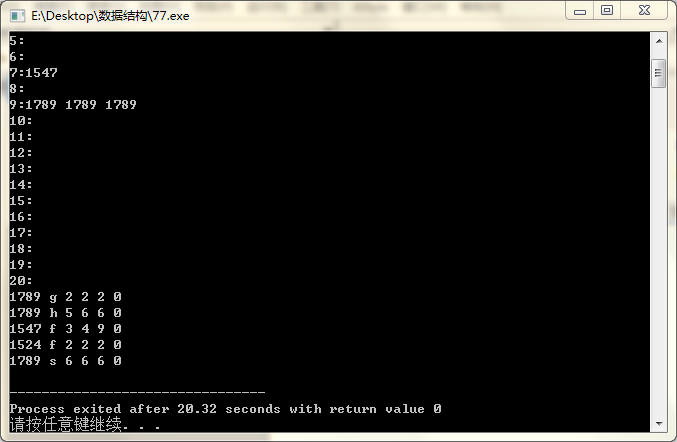 E:\Desktop\数据结构\77.exe
5:
6:
7:1547
8:
9:1789 1789 1789
10:
11:
12:
13:
14:
15:
16:
17:
18:
19:
20:
1789 g 2 2 2 0
1789 h 5 6 6 0
1547 f 3 4 9 0
1524 f 2 2 2 0
1789 s 6 6 6 0
--------------------------------
Process exited after 20.32 seconds with return value 0
请按任意键继续. . .